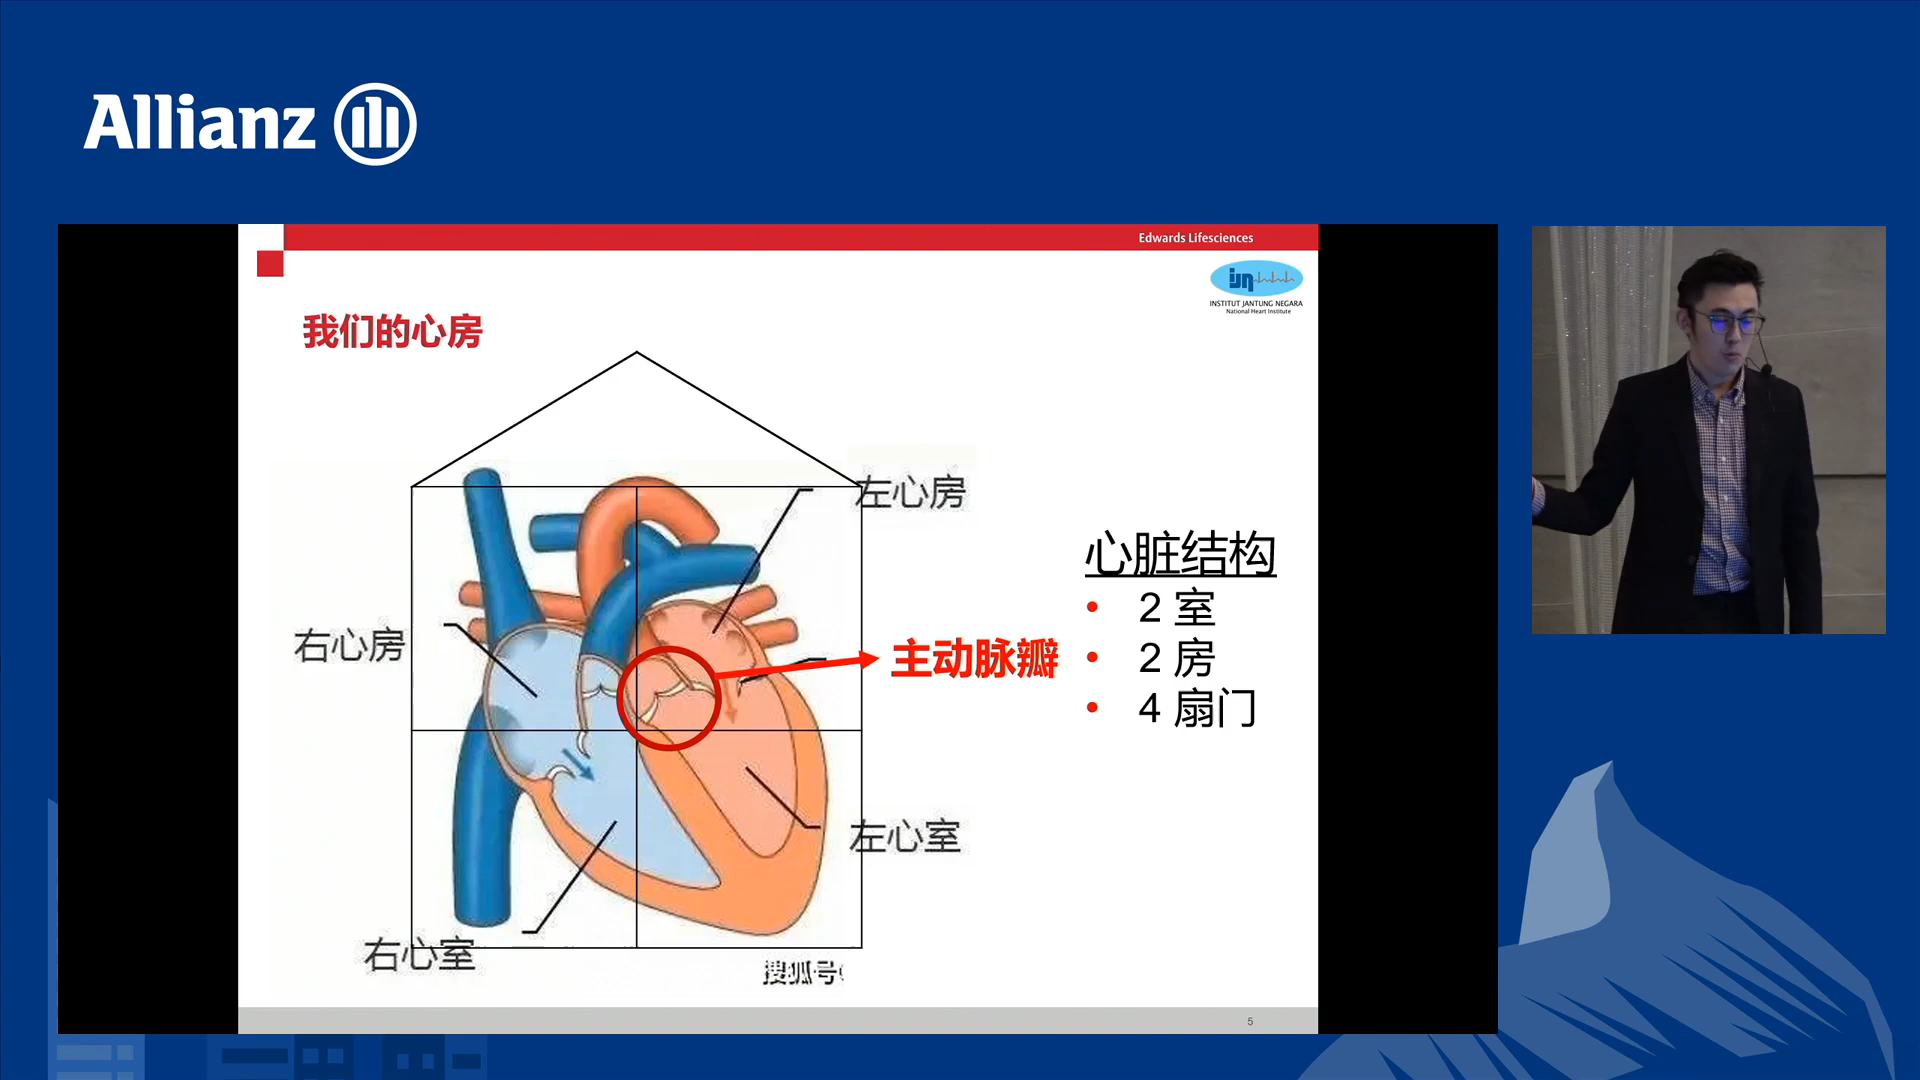 Allianz
Edwards Lifesciences
ijn
INSTITUT JANTUNG NEGARA
National Heart Institute
我们的心房
左心房
右心房
主动脉瓣
左心室
右心室
搜狐号
心脏结构
• 2 室
• 2 房
• 4 扇门
5